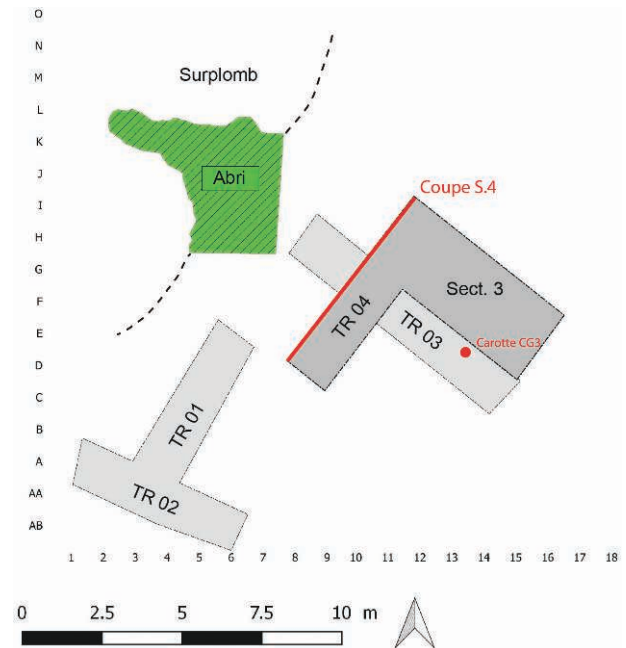 O
N
M
Surplomb
L
K
J
Abri
I
Coupe S.4
H
G
Sect. 3
F
TR 04
E
TR 03
Carotte CG3
D
C
TR 01
B
A
AA
TR 02
AB
1 2 3 4 5 6 7 8 9 10 11 12 13 14 15 16 17 18
0 2.5 5 7.5 10 m